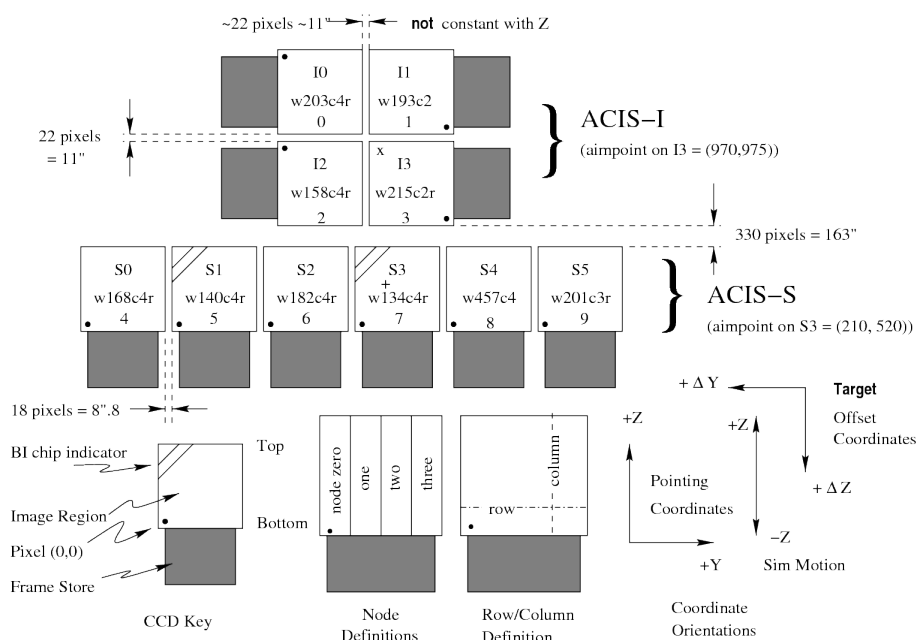 ~22 pixels ~11" not constant with Z
I0 I1
w203c4r w193c2
0 1
22 pixels
= 11"
ACIS−I
(aimpoint on I3 = (970,975))
x
I2 I3
w158c4r w215c2r
2 3
330 pixels = 163"
S0 S1 S2 S3 S4 S5
+
w168c4r w140c4r w182c4r w134c4r w457c4 w201c3r
4 5 6 7 8 9
ACIS−S
(aimpoint on S3 = (210, 520))
18 pixels = 8".8
BI chip indicator
Image Region
Pixel (0,0)
Frame Store
Top
Bottom
CCD Key
node zero
one
two
three
Node
Definitions
column
row
Row/Column
Definition
+ Δ Y
Target
Offset
Coordinates
+ Δ Z
+Z
Pointing
Coordinates
+Y
+Z
−Z
Sim Motion
Coordinate
Orientations